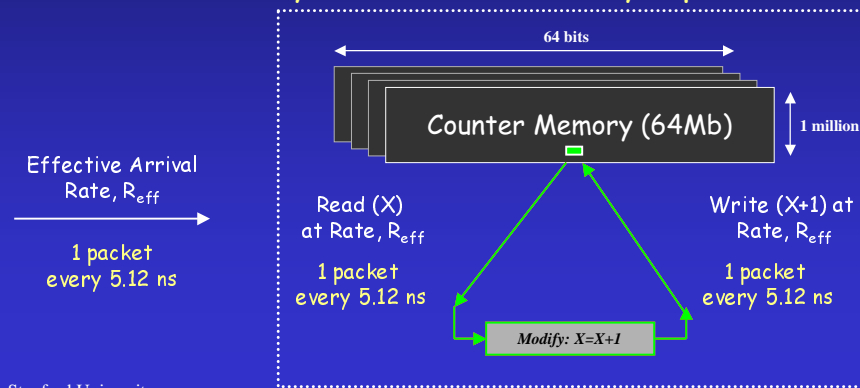 64 bits
Counter Memory (64Mb)
1 million
Effective Arrival
Rate, Reff
1 packet
every 5.12 ns
Read (X)
at Rate, Reff
1 packet
every 5.12 ns
Write (X+1) at
Rate, Reff
1 packet
every 5.12 ns
Modify: X=X+1